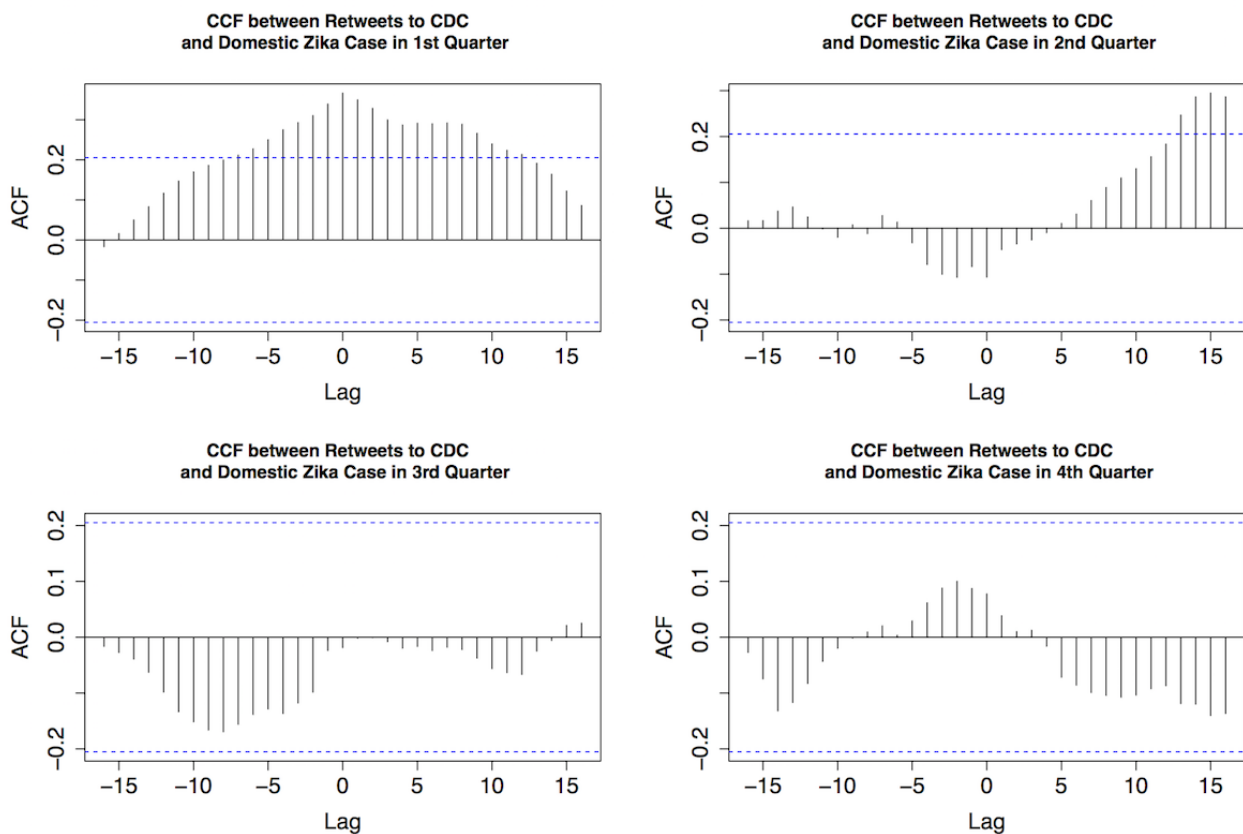 CCF between Retweets to CDC
and Domestic Zika Case in 1st Quarter
ACF
0.2
0.0
−0.2
−15 −10 −5 0 5 10 15
Lag
CCF between Retweets to CDC
and Domestic Zika Case in 2nd Quarter
ACF
0.2
0.0
−0.2
−15 −10 −5 0 5 10 15
Lag
CCF between Retweets to CDC
and Domestic Zika Case in 3rd Quarter
ACF
0.2
0.1
0.0
−0.2
−15 −10 −5 0 5 10 15
Lag
CCF between Retweets to CDC
and Domestic Zika Case in 4th Quarter
ACF
0.2
0.1
0.0
−0.2
−15 −10 −5 0 5 10 15
Lag